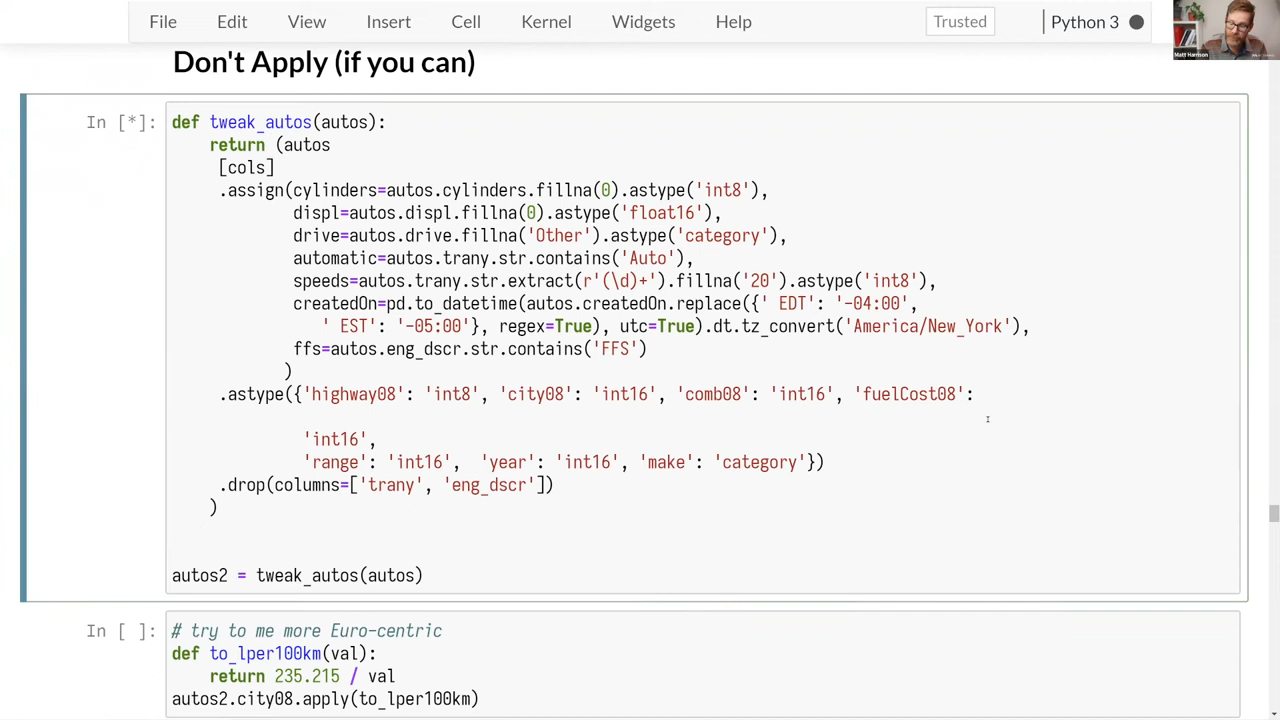 File Edit View Insert Cell Kernel Widgets Help Trusted Python 3
Matt Harrison
Don't Apply (if you can)
In [*]:
def tweak_autos(autos):
    return (autos
     [cols]
     .assign(cylinders=autos.cylinders.fillna(0).astype('int8'),
             displ=autos.displ.fillna(0).astype('float16'),
             drive=autos.drive.fillna('Other').astype('category'),
             automatic=autos.trany.str.contains('Auto'),
             speeds=autos.trany.str.extract(r'(\d)+').fillna('20').astype('int8'),
             createdOn=pd.to_datetime(autos.createdOn.replace({' EDT': '-04:00',
                ' EST': '-05:00'}, regex=True), utc=True).dt.tz_convert('America/New_York'),
             ffs=autos.eng_dscr.str.contains('FFS')
            )
     .astype({'highway08': 'int8', 'city08': 'int16', 'comb08': 'int16', 'fuelCost08':
              'int16',
              'range': 'int16',  'year': 'int16', 'make': 'category'})
     .drop(columns=['trany', 'eng_dscr'])
    )
autos2 = tweak_autos(autos)
In [ ]:
# try to me more Euro-centric
def to_lper100km(val):
    return 235.215 / val
autos2.city08.apply(to_lper100km)